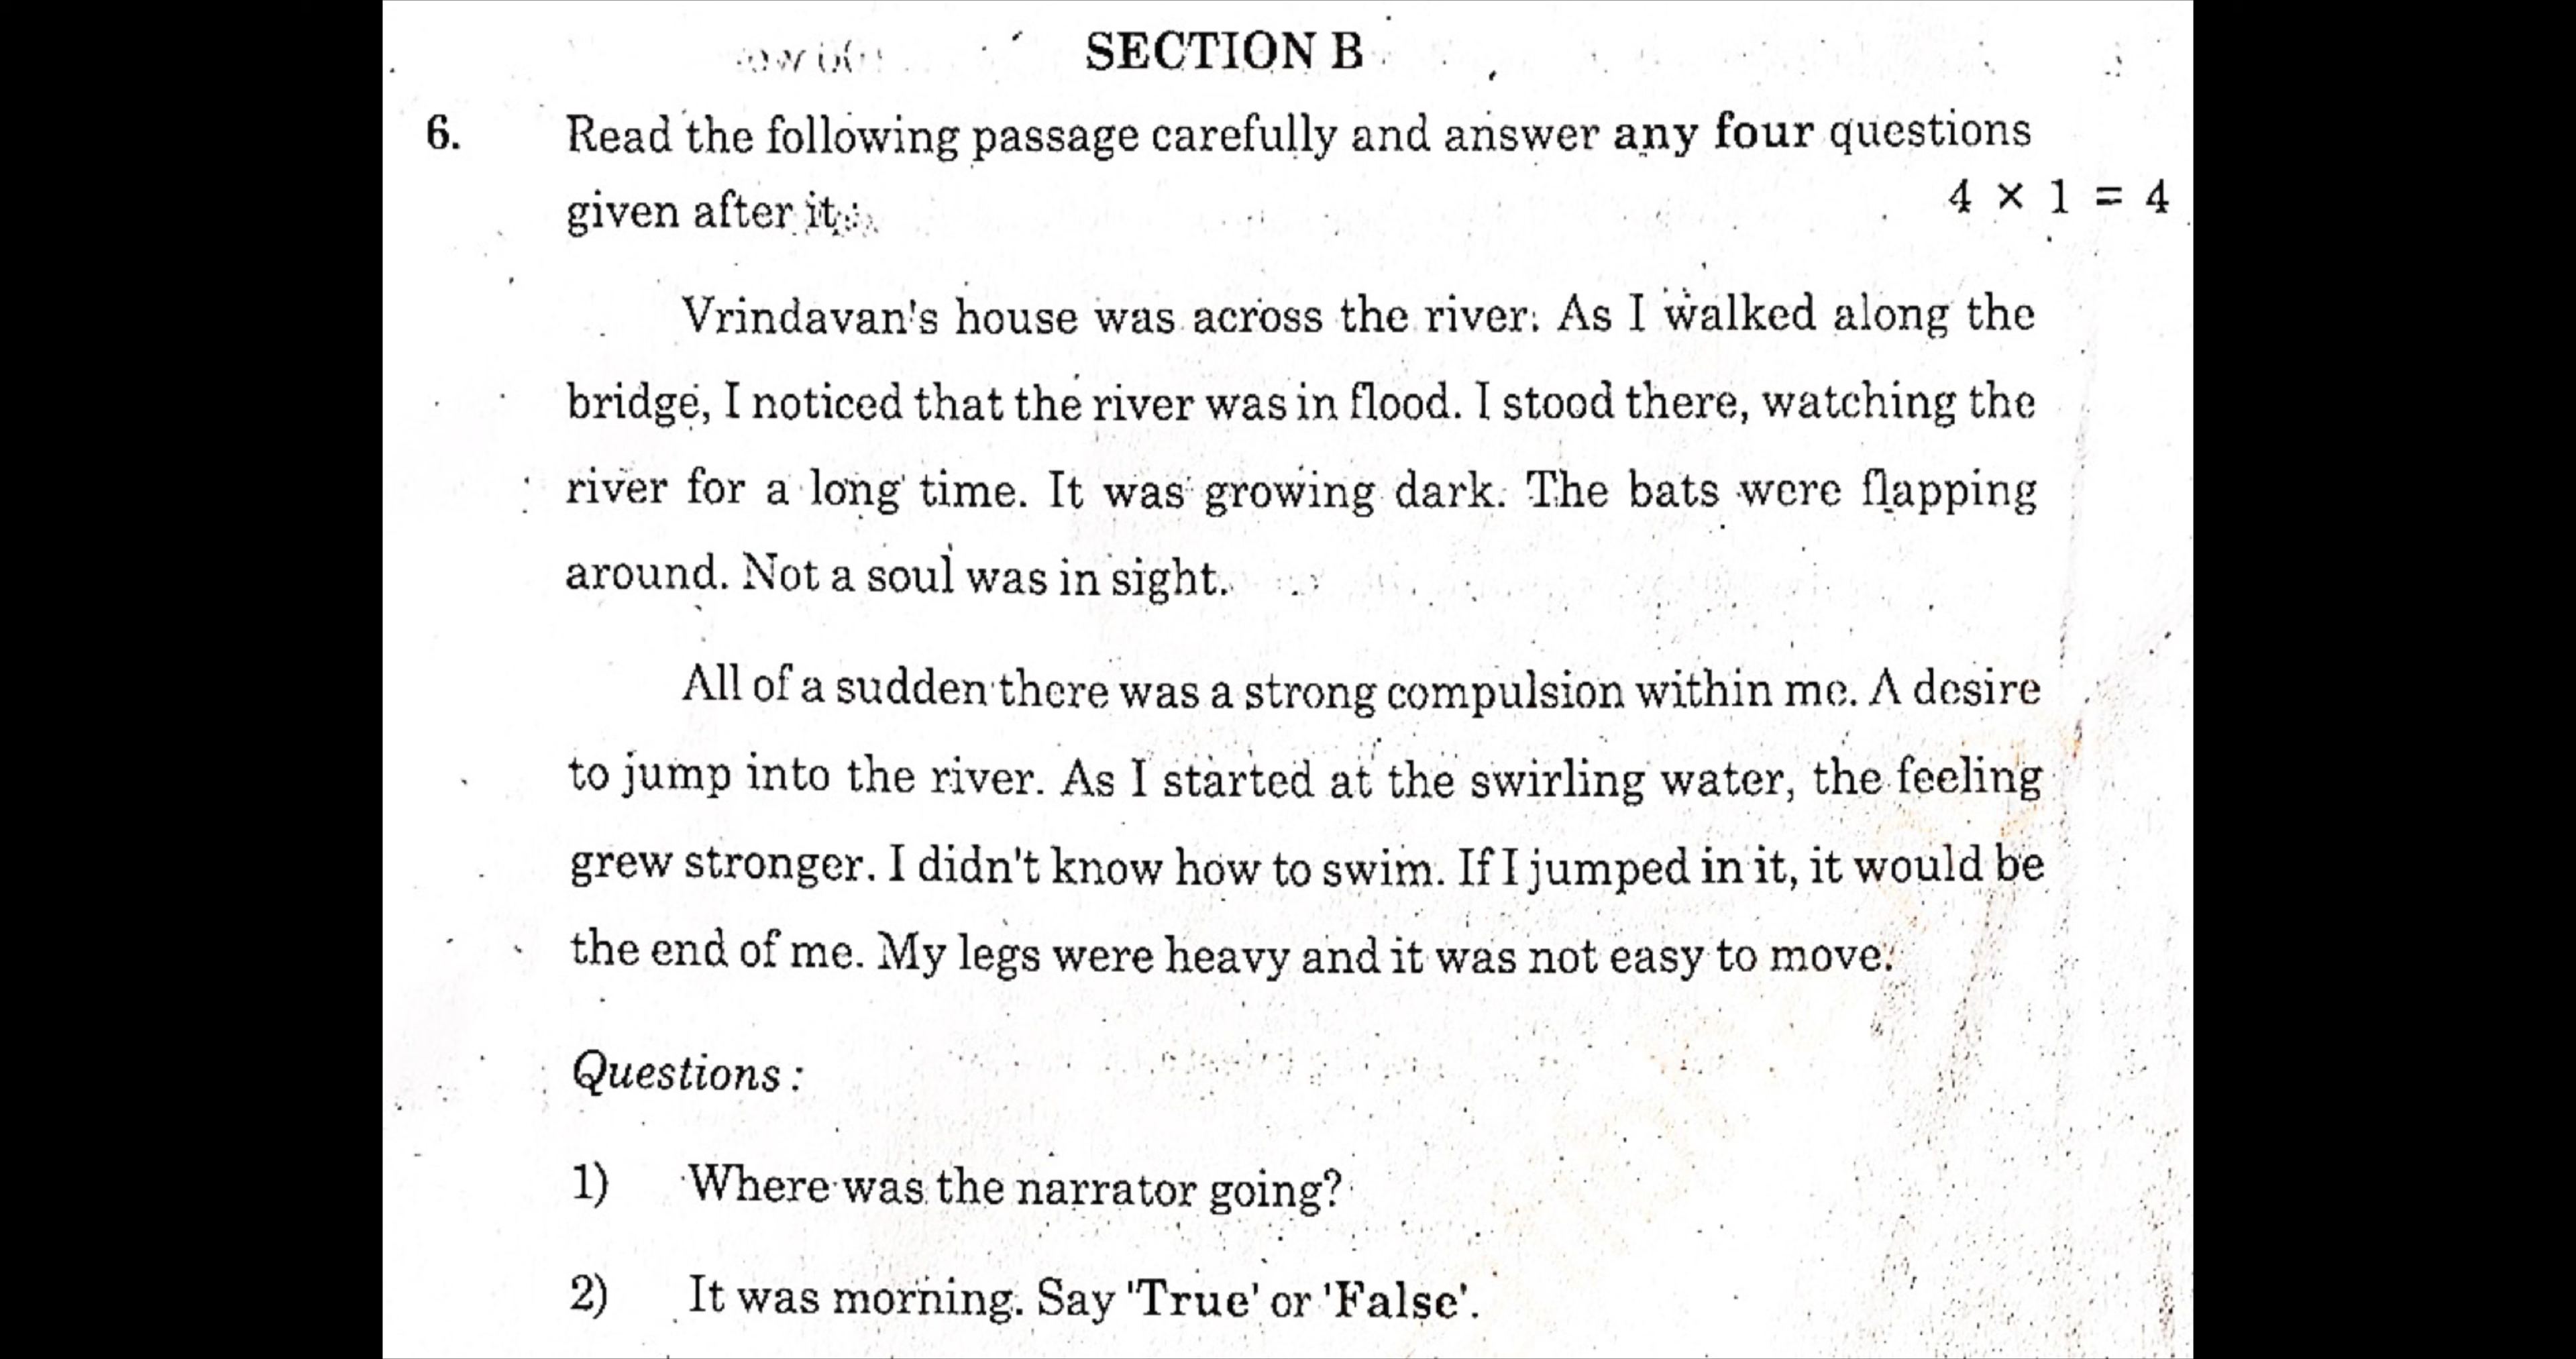 SECTION B
6. Read the following passage carefully and answer any four questions
given after it : 4 × 1 = 4
Vrindavan's house was across the river. As I walked along the
bridge, I noticed that the river was in flood. I stood there, watching the
river for a long time. It was growing dark. The bats were flapping
around. Not a soul was in sight.
All of a sudden there was a strong compulsion within me. A desire
to jump into the river. As I started at the swirling water, the feeling
grew stronger. I didn't know how to swim. If I jumped in it, it would be
the end of me. My legs were heavy and it was not easy to move.
Questions :
1) Where was the narrator going?
2) It was morning. Say 'True' or 'False'.